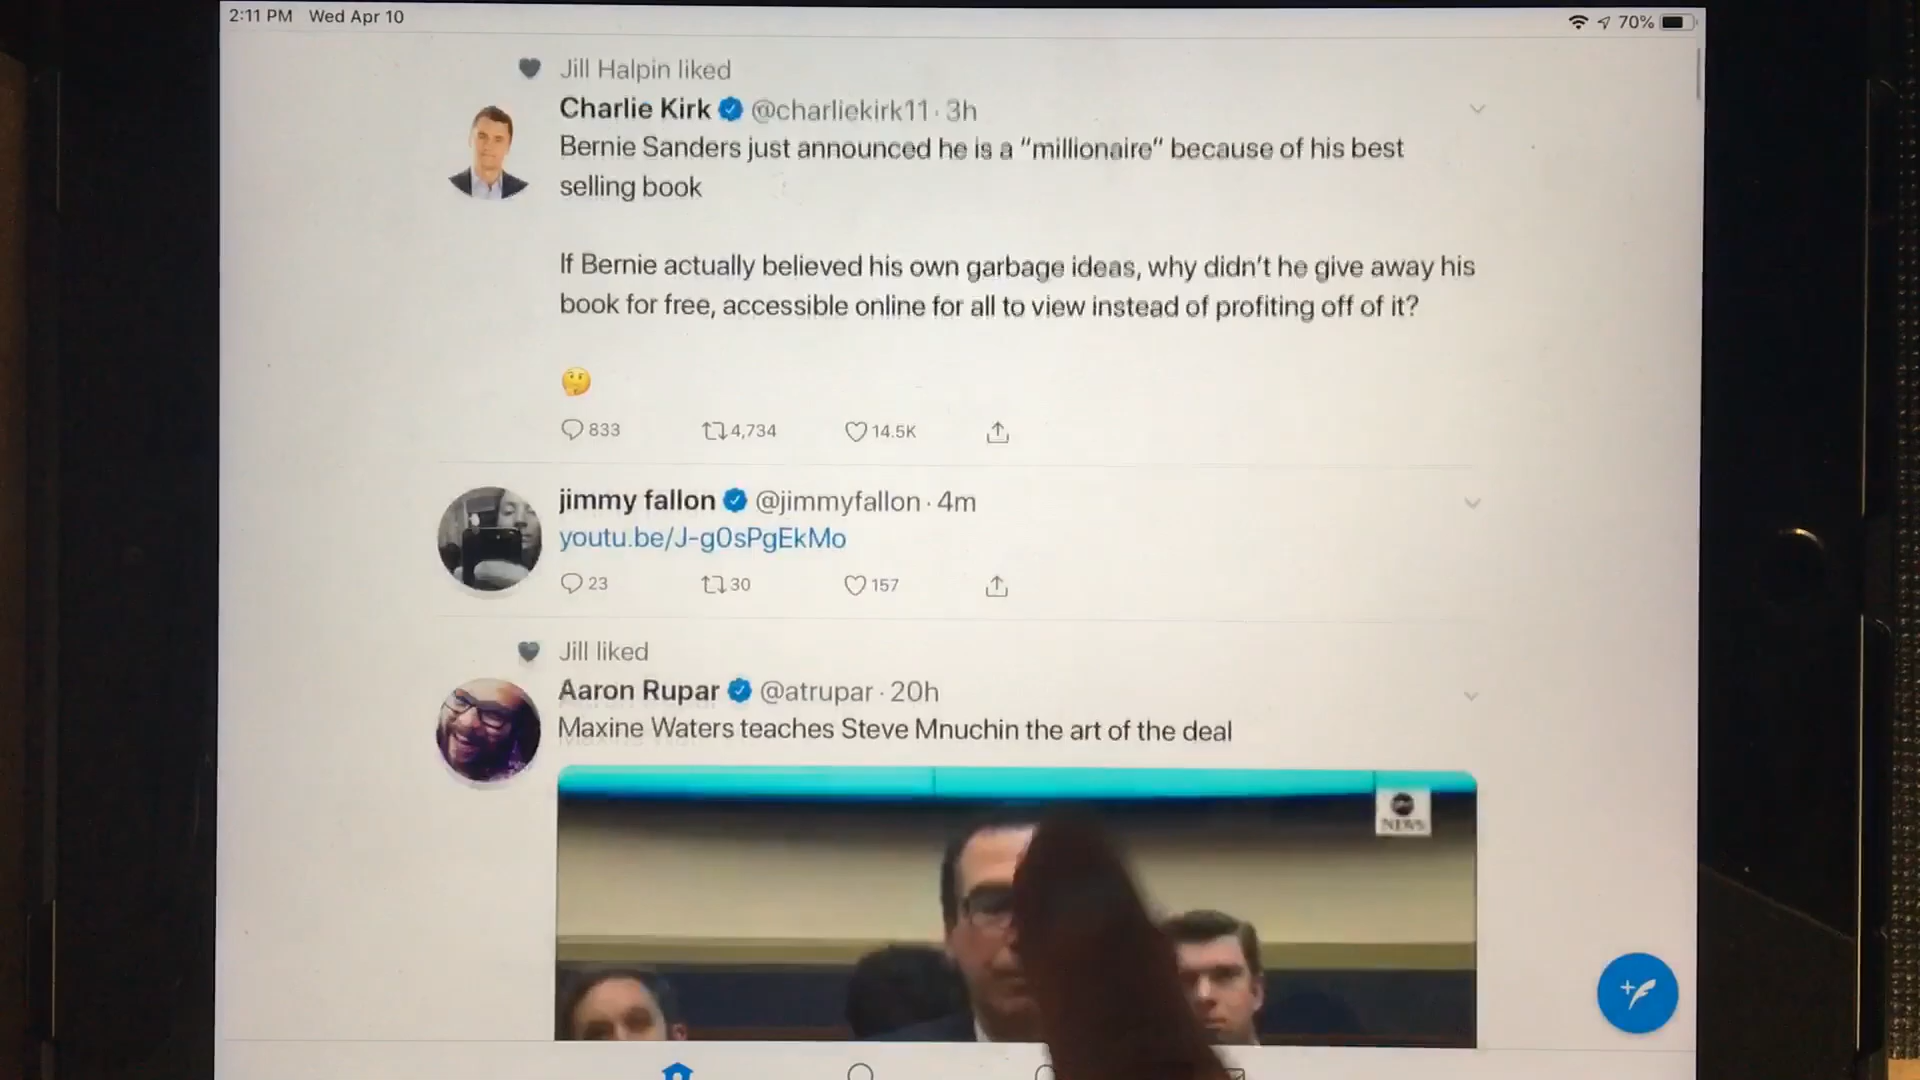 2:11 PM Wed Apr 10
70%
Jill Halpin liked
Charlie Kirk @charliekirk11 · 3h
Bernie Sanders just announced he is a “millionaire” because of his best
selling book
If Bernie actually believed his own garbage ideas, why didn’t he give away his
book for free, accessible online for all to view instead of profiting off of it?
833 4,734 14.5K
jimmy fallon @jimmyfallon · 4m
youtu.be/J-g0sPgEkMo
23 30 157
Jill liked
Aaron Rupar @atrupar · 20h
Maxine Waters teaches Steve Mnuchin the art of the deal
NEWS